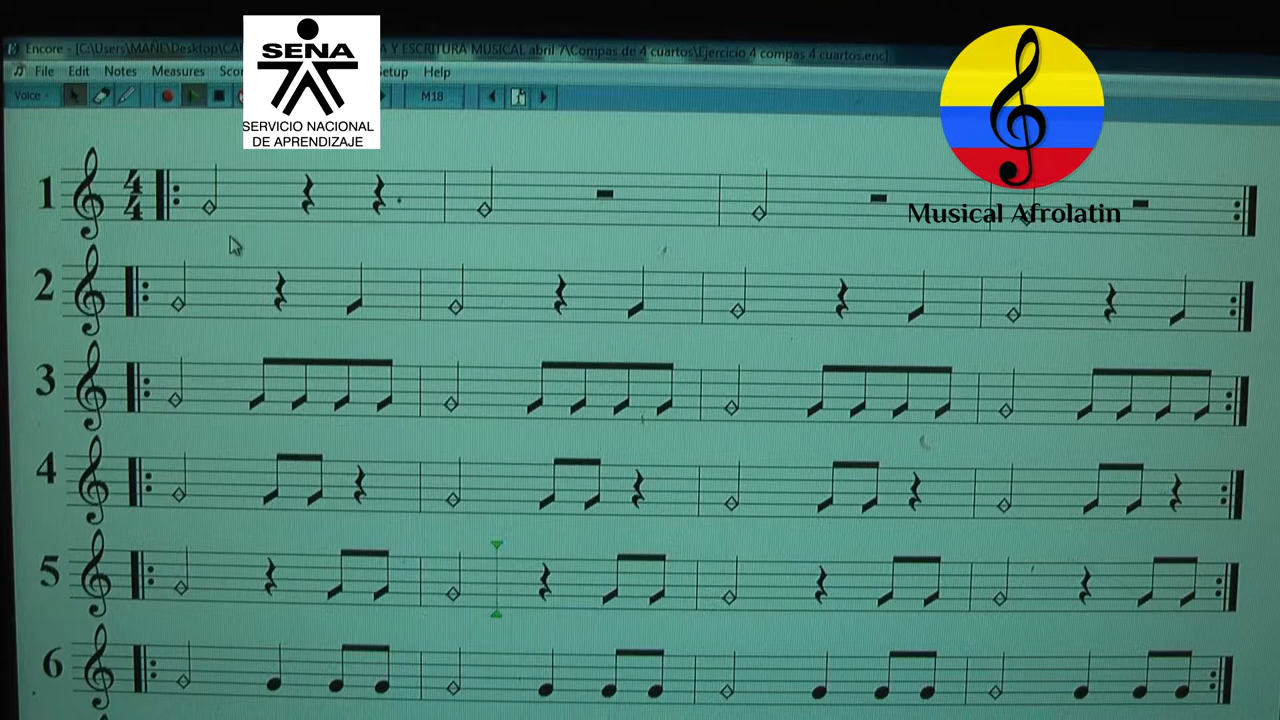 Encore - [C:\Users\MAÑE\Desktop\CA A Y ESCRITURA MUSICAL abril 7\Compas de 4 cuartos\Ejercicio 4 compas 4 cuartos.enc]
File Edit Notes Measures Scor Setup Help
Voice - M18
SENA
SERVICIO NACIONAL
DE APRENDIZAJE
Musical Afrolatin
1 4 4
2
3
4
5
6